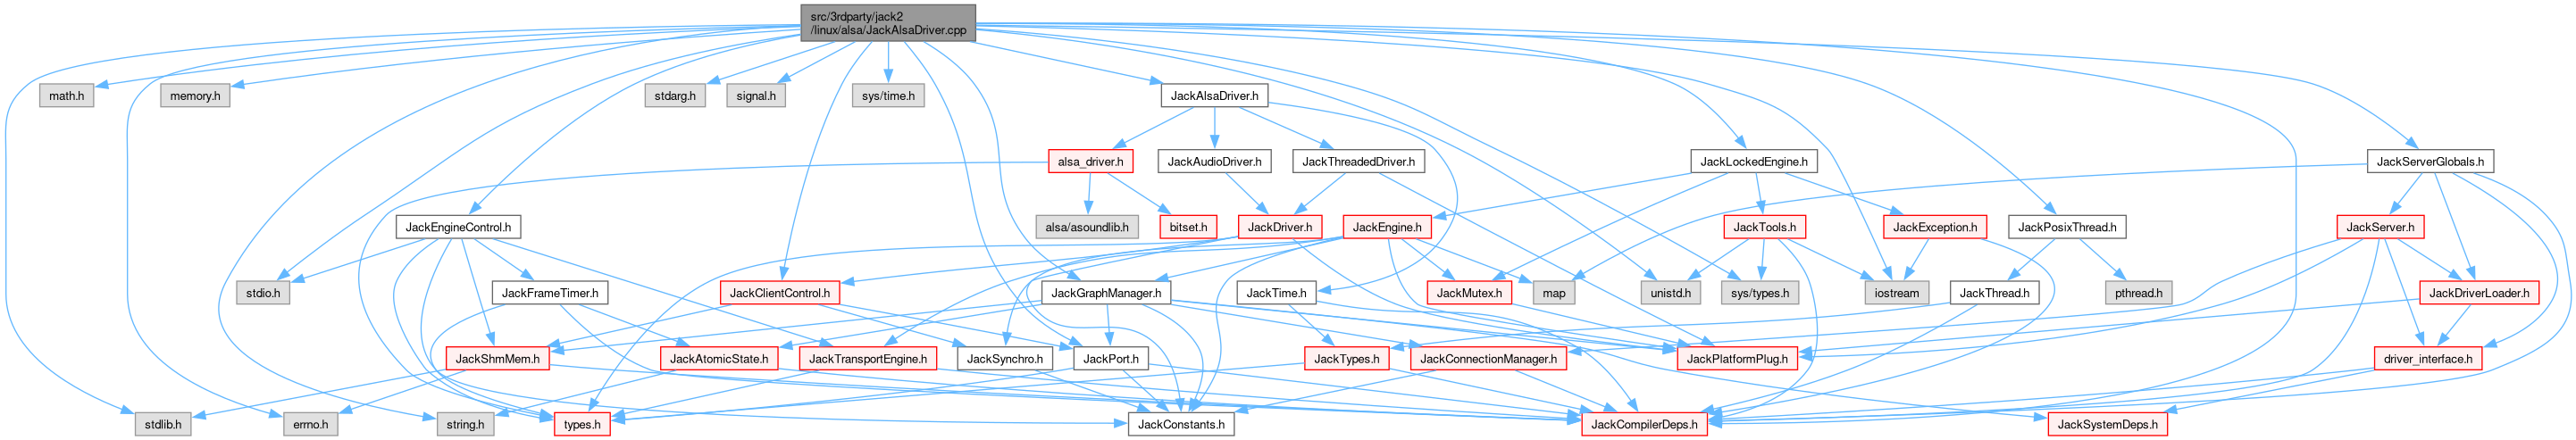 src/3rdparty/jack2
/linux/alsa/JackAlsaDriver.cpp
math.h
memory.h
stdarg.h
signal.h
sys/time.h
JackAlsaDriver.h
alsa_driver.h
JackAudioDriver.h
JackThreadedDriver.h
JackLockedEngine.h
JackServerGlobals.h
JackEngineControl.h
alsa/asoundlib.h
bitset.h
JackDriver.h
JackEngine.h
JackTools.h
JackException.h
JackPosixThread.h
JackServer.h
stdio.h
JackFrameTimer.h
JackClientControl.h
JackGraphManager.h
JackTime.h
JackMutex.h
map
unistd.h
sys/types.h
iostream
JackThread.h
pthread.h
JackDriverLoader.h
JackShmMem.h
JackAtomicState.h
JackTransportEngine.h
JackSynchro.h
JackPort.h
JackTypes.h
JackConnectionManager.h
JackPlatformPlug.h
driver_interface.h
stdlib.h
errno.h
string.h
types.h
JackConstants.h
JackCompilerDeps.h
JackSystemDeps.h